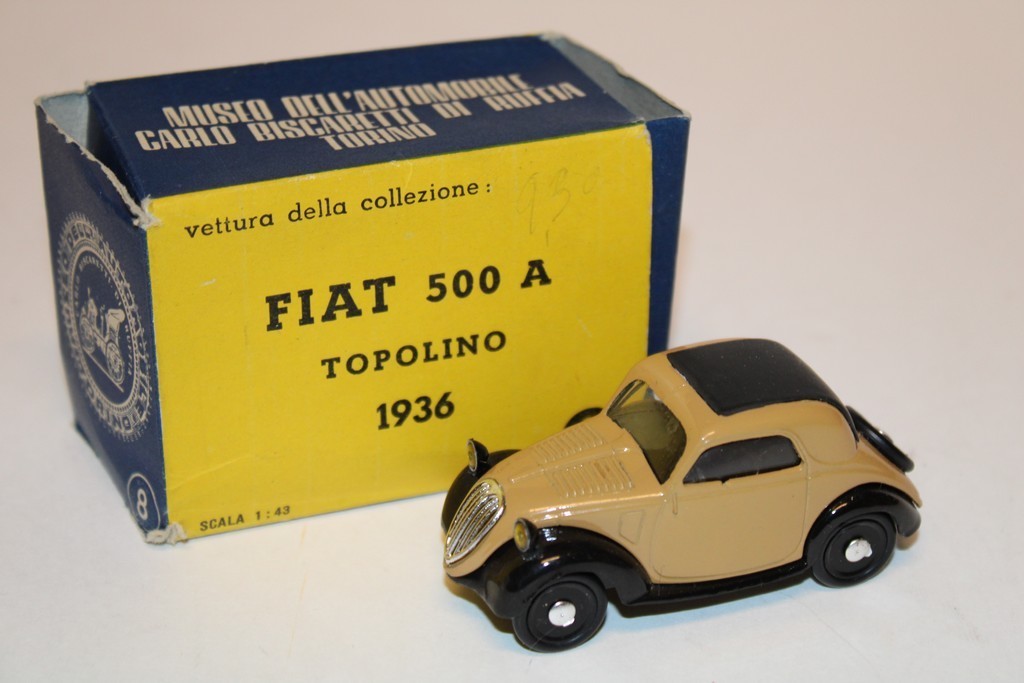 MUSEO DELL'AUTOMOBILE
CARLO BISCARETTI DI RUFFIA
TORINO
vettura della collezione:
FIAT 500 A
TOPOLINO
1936
SCALA 1:43
8